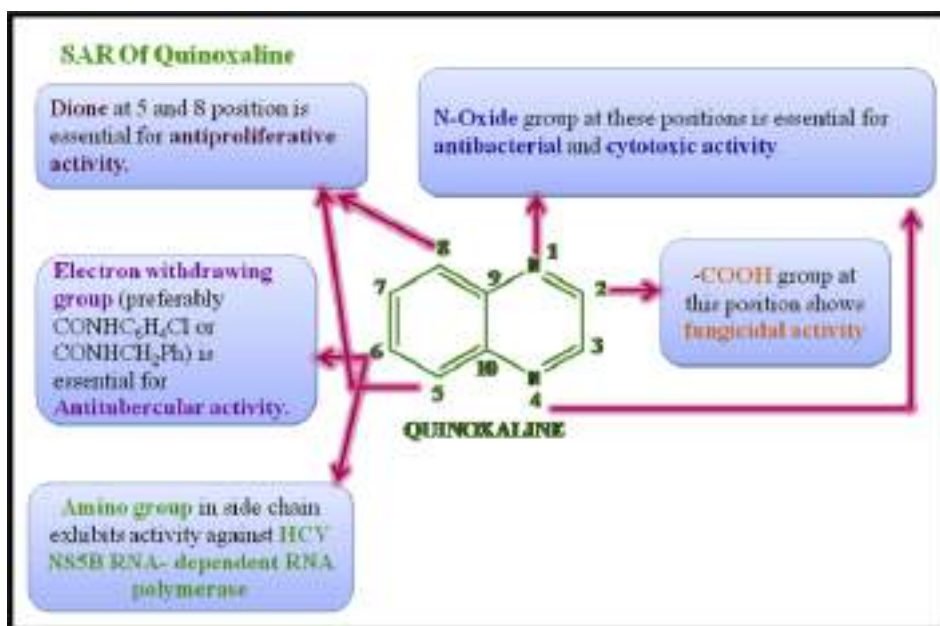 SAR Of Quinoxaline
Dione at 5 and 8 position is
essential for antiproliferative
activity.
N-Oxide group at these positions is essential for
antibacterial and cytotoxic activity
Electron withdrawing
group (preferably
CONHC₆H₄Cl or
CONHCH₂Ph) is
essential for
Antitubercular activity.
8
N
1
7
9
2
6
10
3
5
N
4
QUINOXALINE
-COOH group at
this position shows
fungicidal activity
Amino group in side chain
exhibits activity against HCV
NS5B RNA- dependent RNA
polymerase